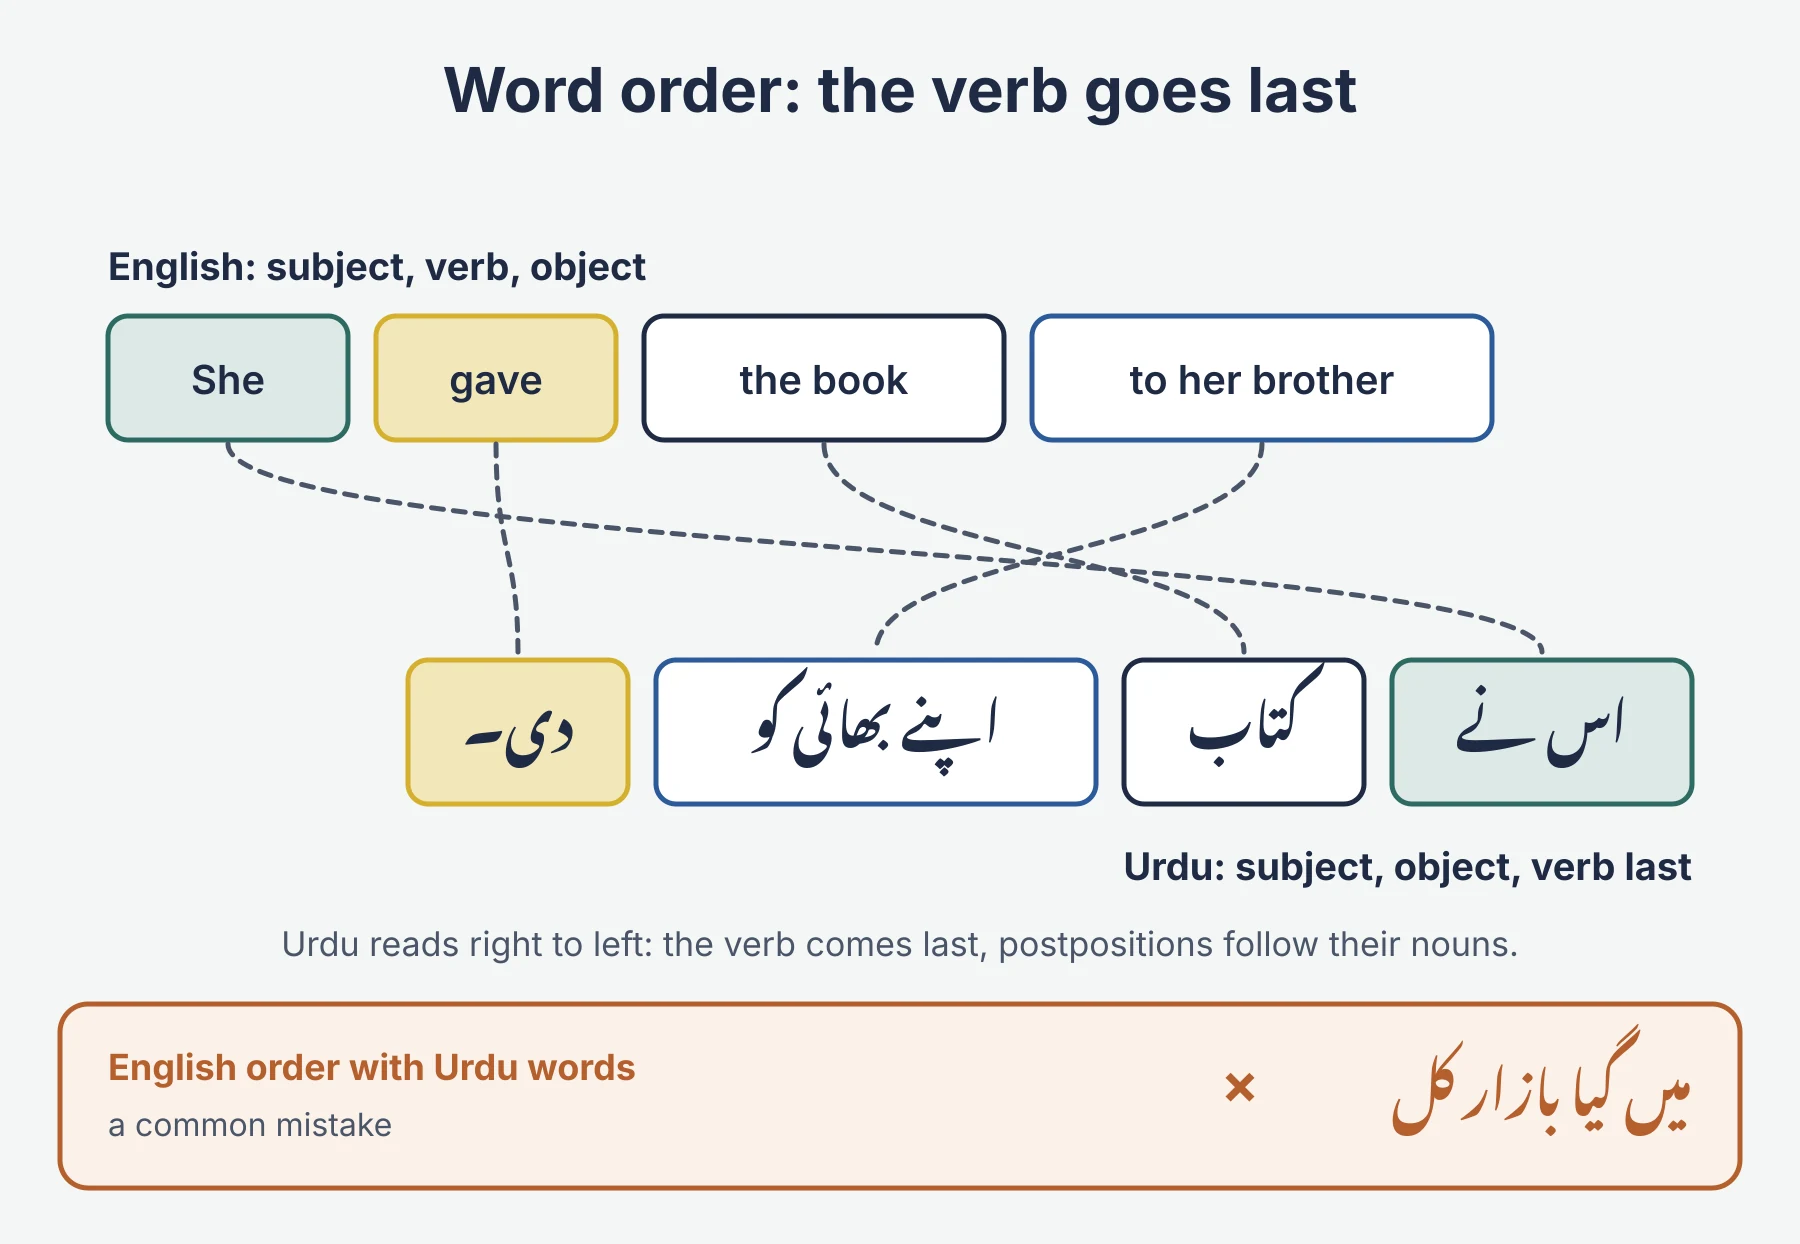 Word order: the verb goes last
English: subject, verb, object
She gave the book to her brother
اس نے کتاب اپنے بھائی کو دی۔
Urdu: subject, object, verb last
Urdu reads right to left: the verb comes last, postpositions follow their nouns.
English order with Urdu words
a common mistake
× میں گیا بازار کل